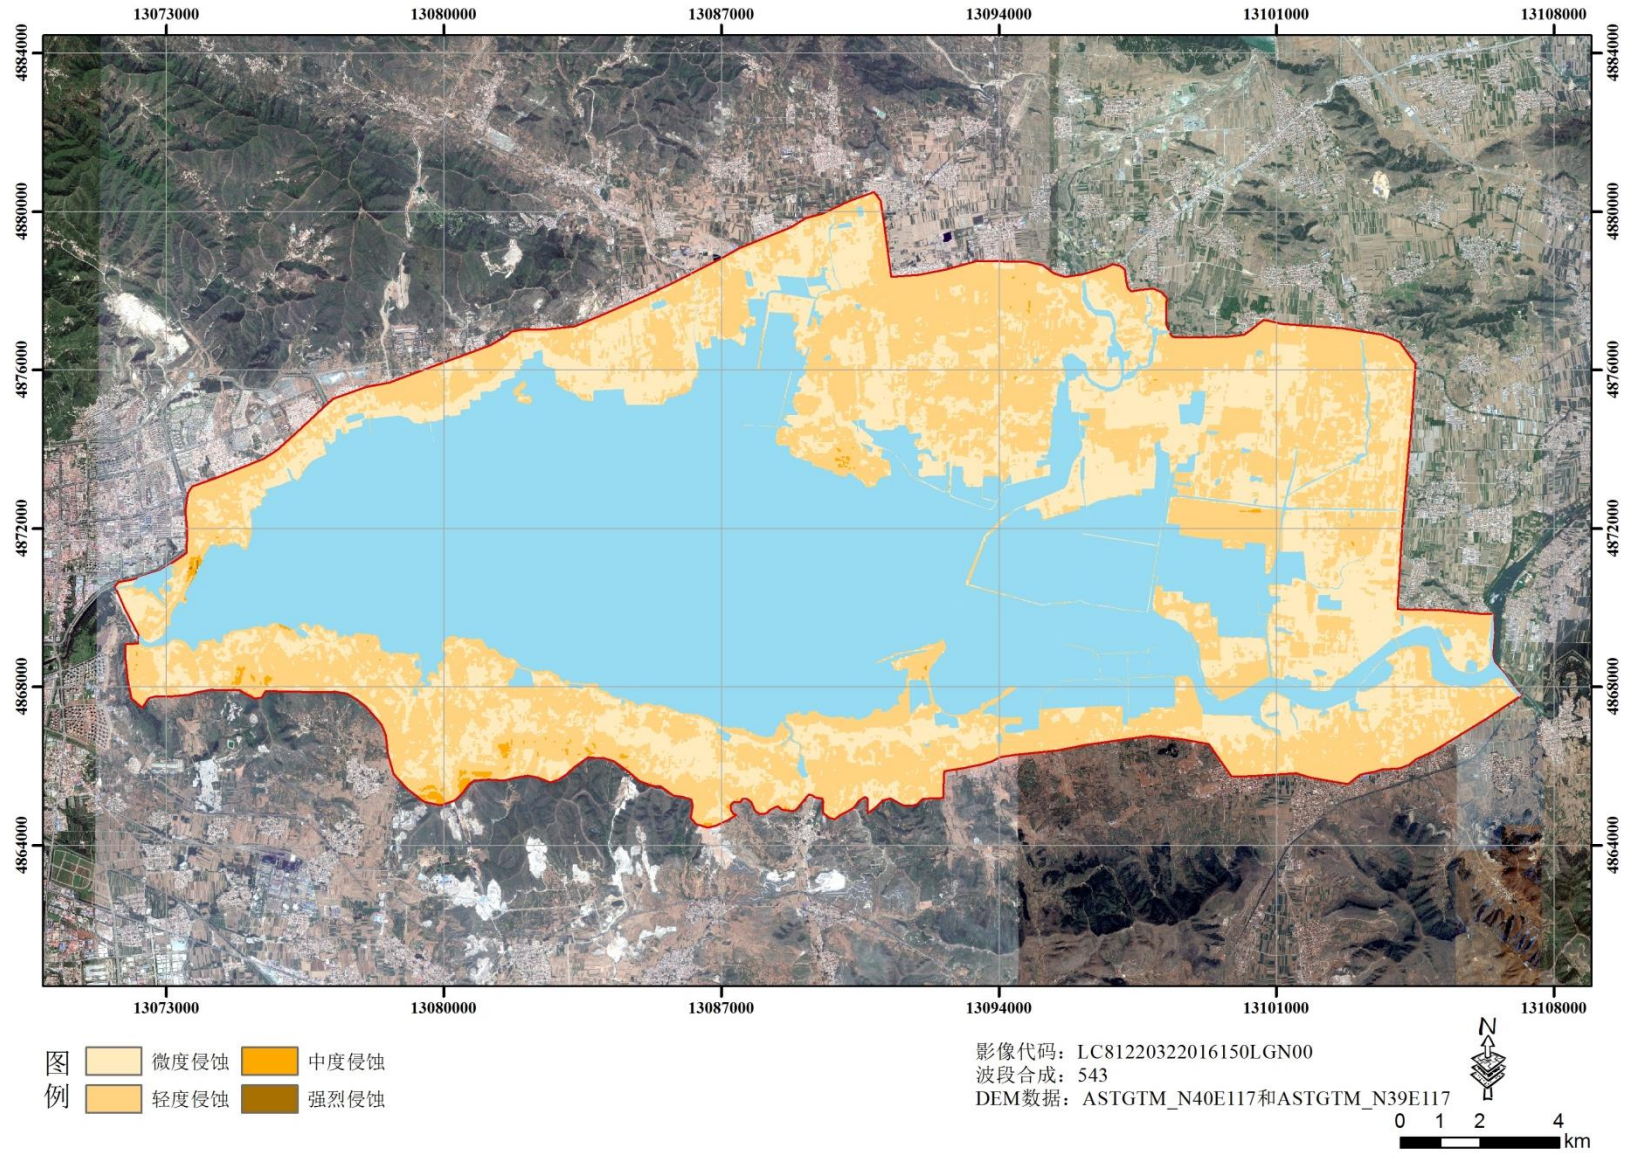 13073000 13080000 13087000 13094000 13101000 13108000
4884000 4884000
4880000 4880000
4876000 4876000
4872000 4872000
4868000 4868000
4864000 4864000
13073000 13080000 13087000 13094000 13101000 13108000
图例
微度侵蚀 中度侵蚀
轻度侵蚀 强烈侵蚀
影像代码：LC81220322016150LGN00
波段合成：543
DEM数据：ASTGTM_N40E117和ASTGTM_N39E117
N
0 1 2 4
km